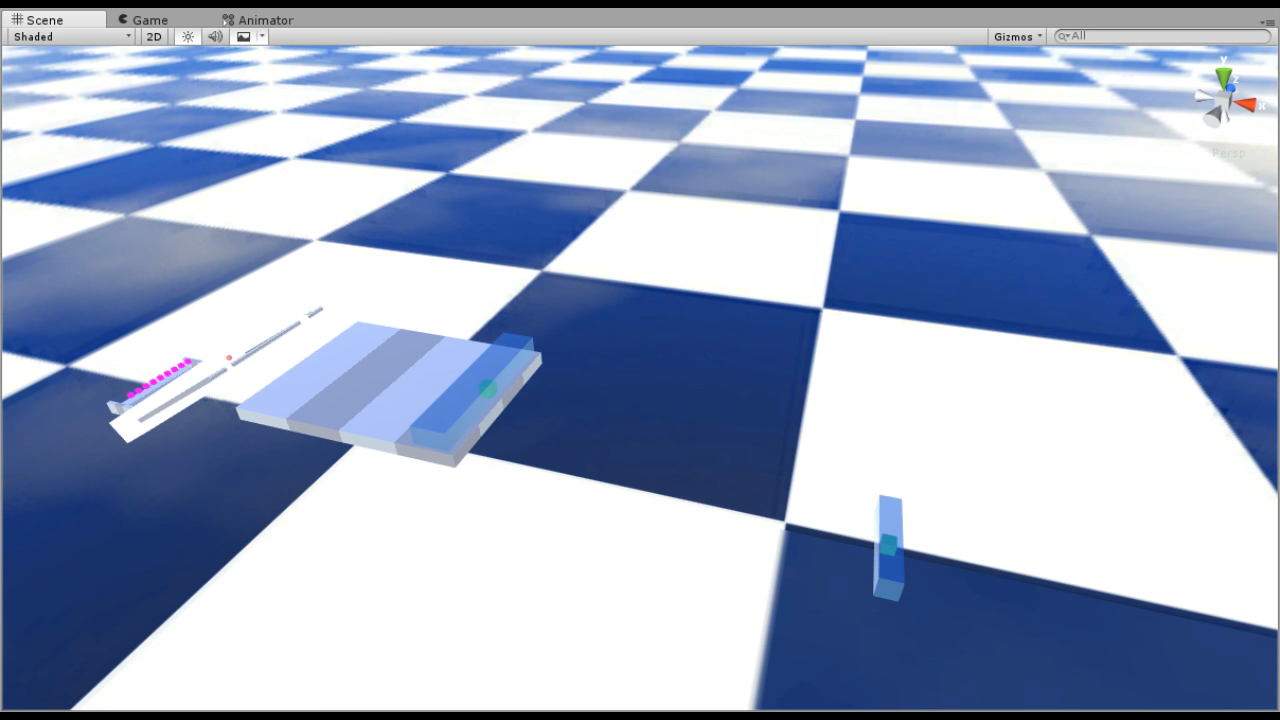 Scene Game Animator
Shaded 2D Gizmos All
y
z
x
Persp